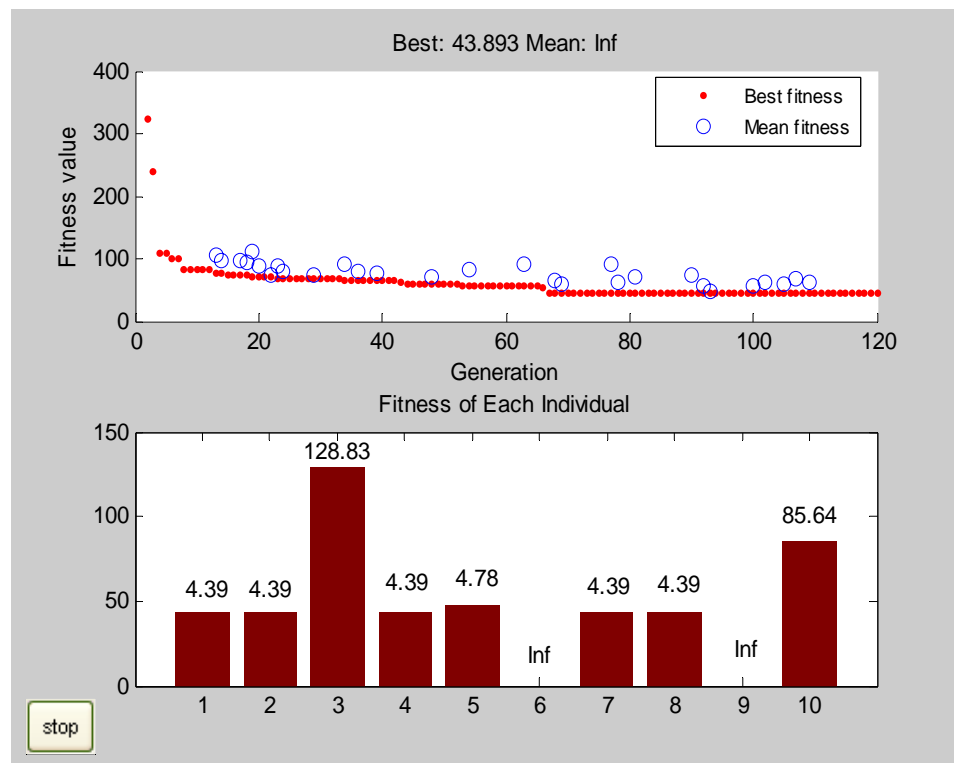 Best: 43.893 Mean: Inf
400
300
200
100
0
Fitness value
Best fitness
Mean fitness
0 20 40 60 80 100 120
Generation
Fitness of Each Individual
150
100
50
0
4.39 4.39 128.83 4.39 4.78 Inf 4.39 4.39 Inf 85.64
1 2 3 4 5 6 7 8 9 10
stop